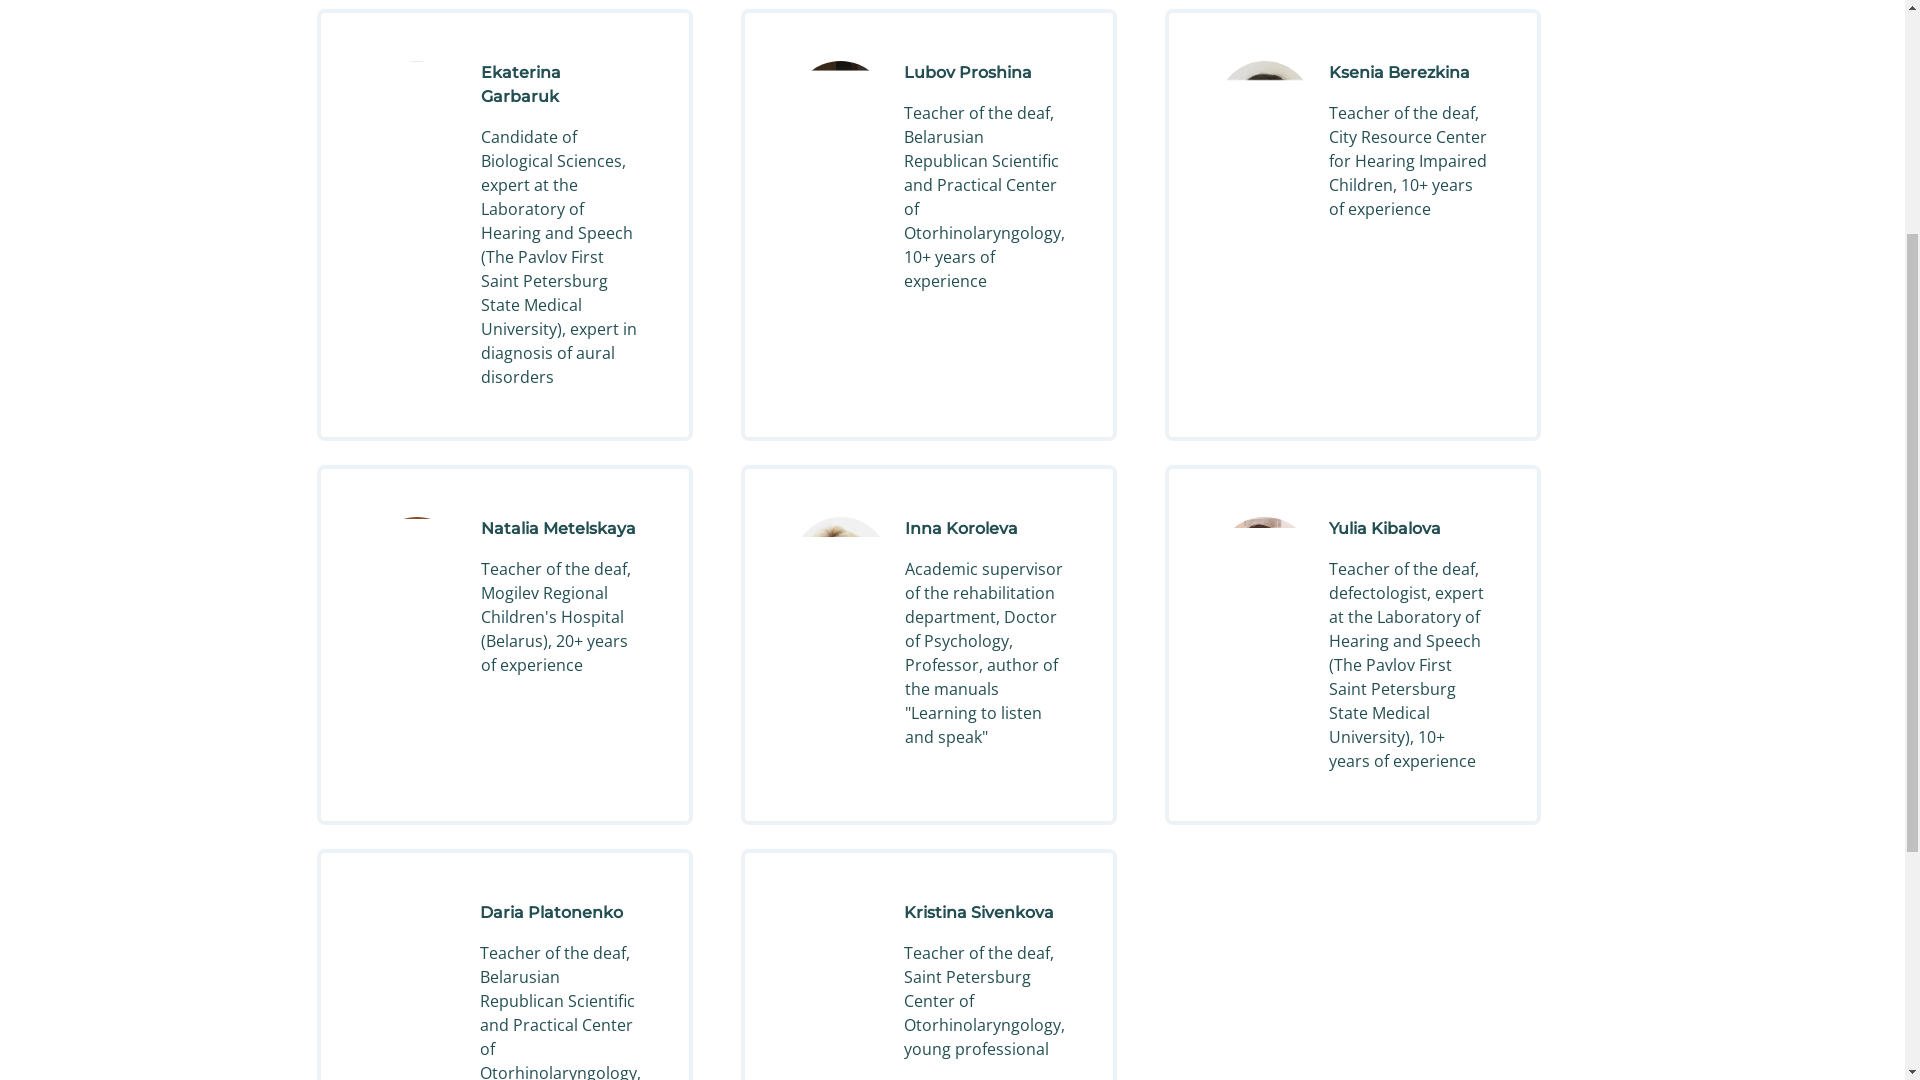 Ekaterina
Garbaruk
Candidate of
Biological Sciences,
expert at the
Laboratory of
Hearing and Speech
(The Pavlov First
Saint Petersburg
State Medical
University), expert in
diagnosis of aural
disorders
Lubov Proshina
Teacher of the deaf,
Belarusian
Republican Scientific
and Practical Center
of
Otorhinolaryngology,
10+ years of
experience
Ksenia Berezkina
Teacher of the deaf,
City Resource Center
for Hearing Impaired
Children, 10+ years
of experience
Natalia Metelskaya
Teacher of the deaf,
Mogilev Regional
Children's Hospital
(Belarus), 20+ years
of experience
Inna Koroleva
Academic supervisor
of the rehabilitation
department, Doctor
of Psychology,
Professor, author of
the manuals
"Learning to listen
and speak"
Yulia Kibalova
Teacher of the deaf,
defectologist, expert
at the Laboratory of
Hearing and Speech
(The Pavlov First
Saint Petersburg
State Medical
University), 10+
years of experience
Daria Platonenko
Teacher of the deaf,
Belarusian
Republican Scientific
and Practical Center
of
Otorhinolaryngology,
Kristina Sivenkova
Teacher of the deaf,
Saint Petersburg
Center of
Otorhinolaryngology,
young professional